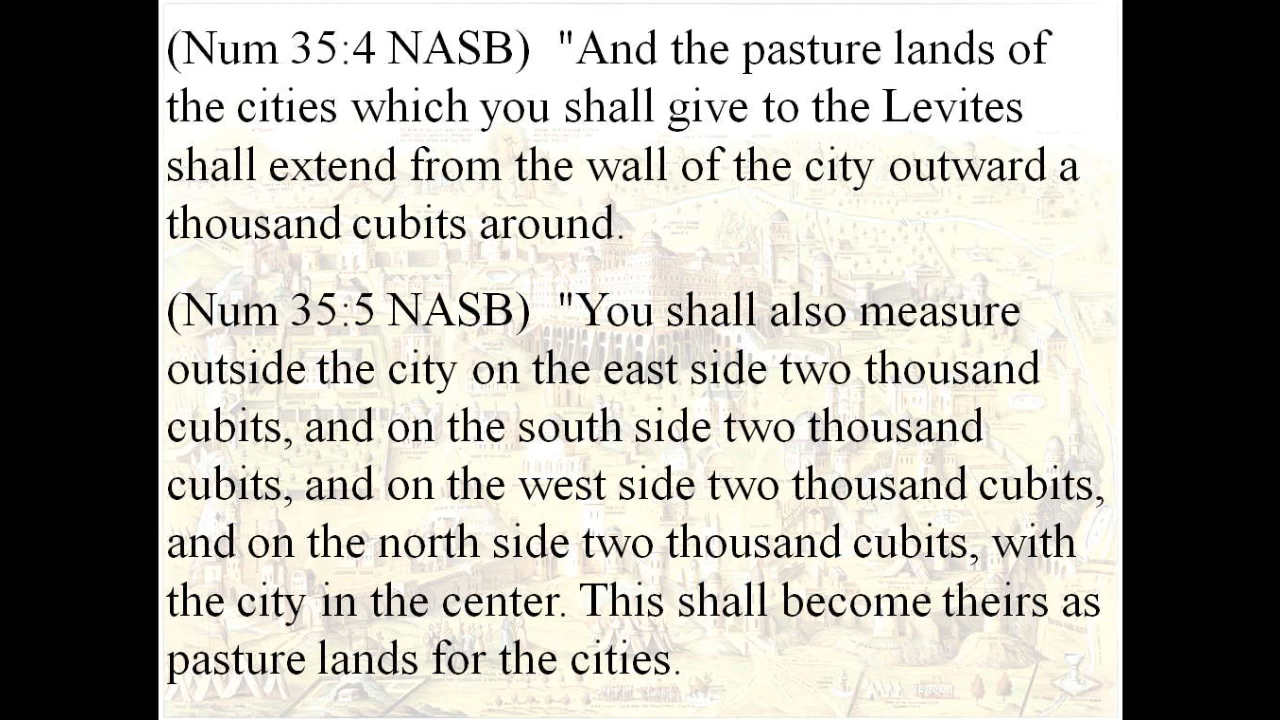 (Num 35:4 NASB)  "And the pasture lands of
the cities which you shall give to the Levites
shall extend from the wall of the city outward a
thousand cubits around.
(Num 35:5 NASB)  "You shall also measure
outside the city on the east side two thousand
cubits, and on the south side two thousand
cubits, and on the west side two thousand cubits,
and on the north side two thousand cubits, with
the city in the center. This shall become theirs as
pasture lands for the cities.